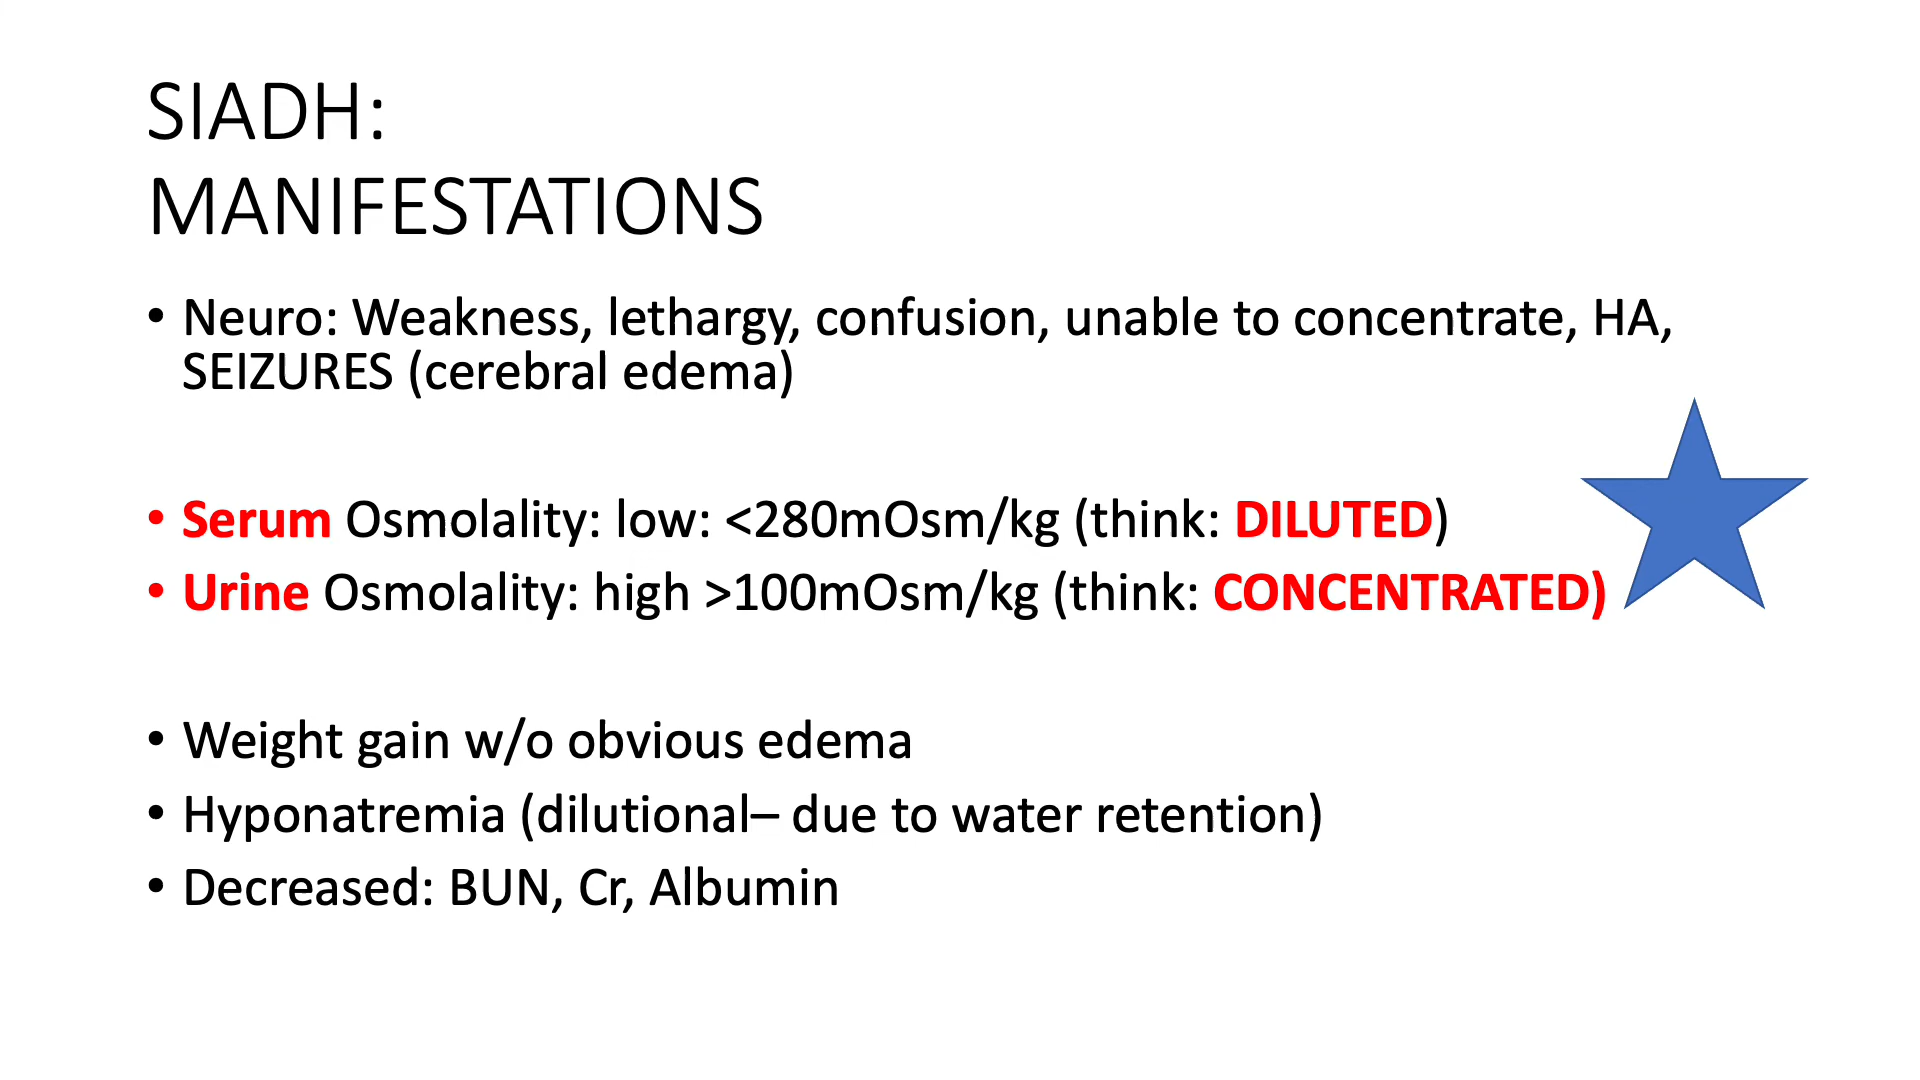 SIADH:
MANIFESTATIONS
• Neuro: Weakness, lethargy, confusion, unable to concentrate, HA,
SEIZURES (cerebral edema)
• Serum Osmolality: low: <280mOsm/kg (think: DILUTED)
• Urine Osmolality: high >100mOsm/kg (think: CONCENTRATED)
• Weight gain w/o obvious edema
• Hyponatremia (dilutional– due to water retention)
• Decreased: BUN, Cr, Albumin